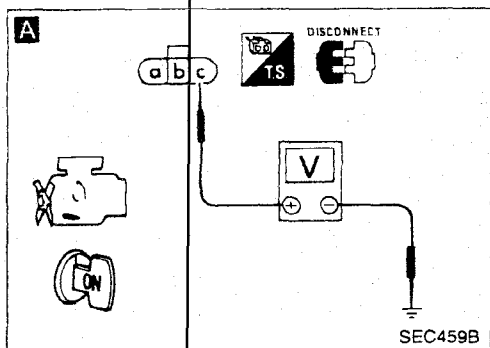 A
DISCONNECT
a b c
T.S
V
+ −
ON
SEC459B